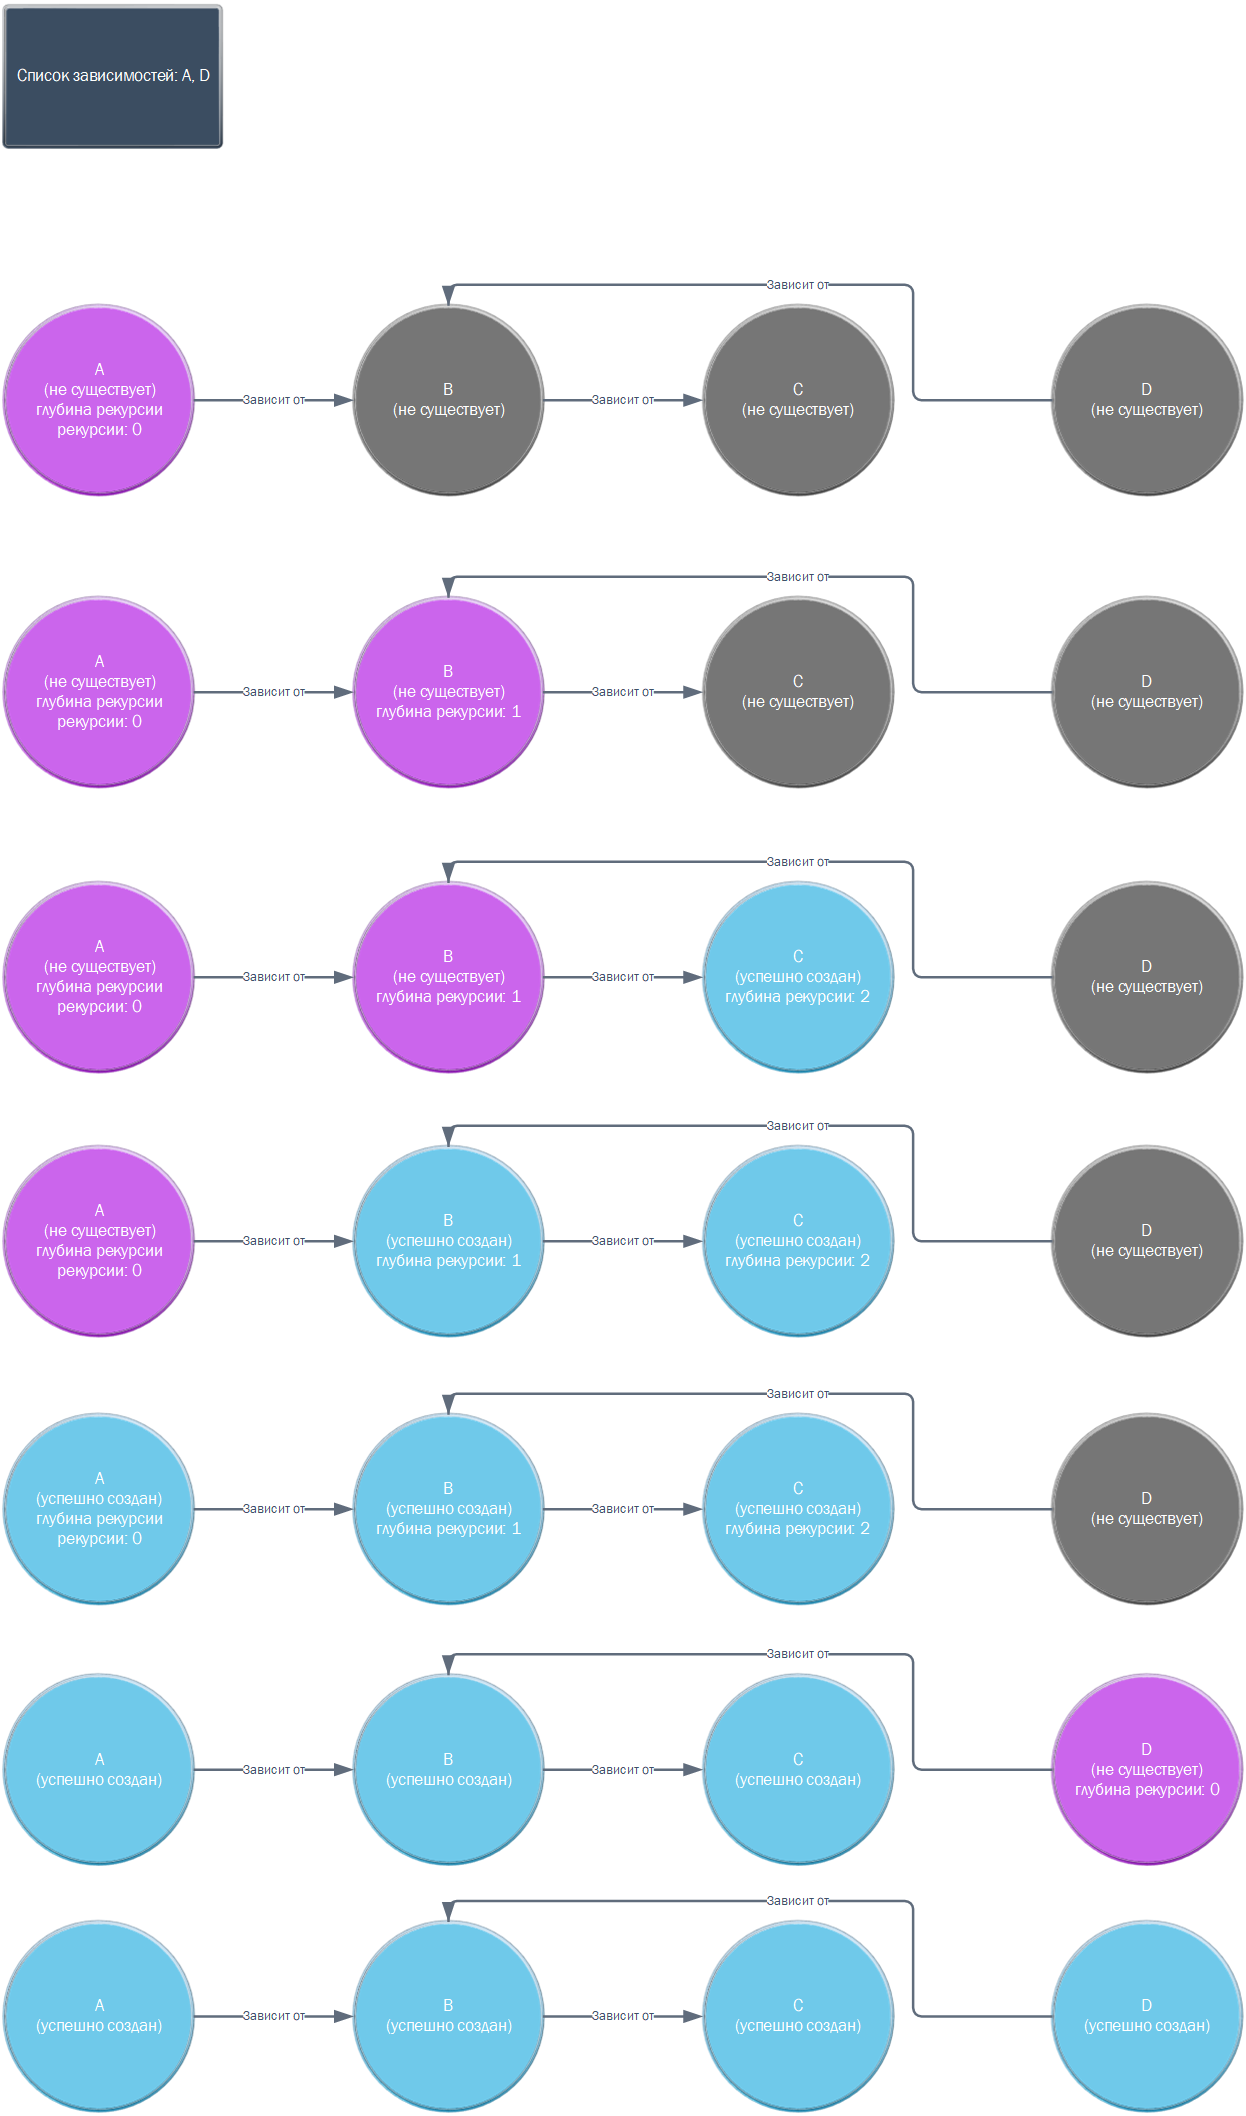 Список зависимостей: A, D
Зависит от
A
(не существует)
глубина рекурсии
рекурсии: 0
Зависит от
B
(не существует)
Зависит от
C
(не существует)
D
(не существует)
Зависит от
A
(не существует)
глубина рекурсии
рекурсии: 0
Зависит от
B
(не существует)
глубина рекурсии: 1
Зависит от
C
(не существует)
D
(не существует)
Зависит от
A
(не существует)
глубина рекурсии
рекурсии: 0
Зависит от
B
(не существует)
глубина рекурсии: 1
Зависит от
C
(успешно создан)
глубина рекурсии: 2
D
(не существует)
Зависит от
A
(не существует)
глубина рекурсии
рекурсии: 0
Зависит от
B
(успешно создан)
глубина рекурсии: 1
Зависит от
C
(успешно создан)
глубина рекурсии: 2
D
(не существует)
Зависит от
A
(успешно создан)
глубина рекурсии
рекурсии: 0
Зависит от
B
(успешно создан)
глубина рекурсии: 1
Зависит от
C
(успешно создан)
глубина рекурсии: 2
D
(не существует)
Зависит от
A
(успешно создан)
Зависит от
B
(успешно создан)
Зависит от
C
(успешно создан)
D
(не существует)
глубина рекурсии: 0
Зависит от
A
(успешно создан)
Зависит от
B
(успешно создан)
Зависит от
C
(успешно создан)
D
(успешно создан)